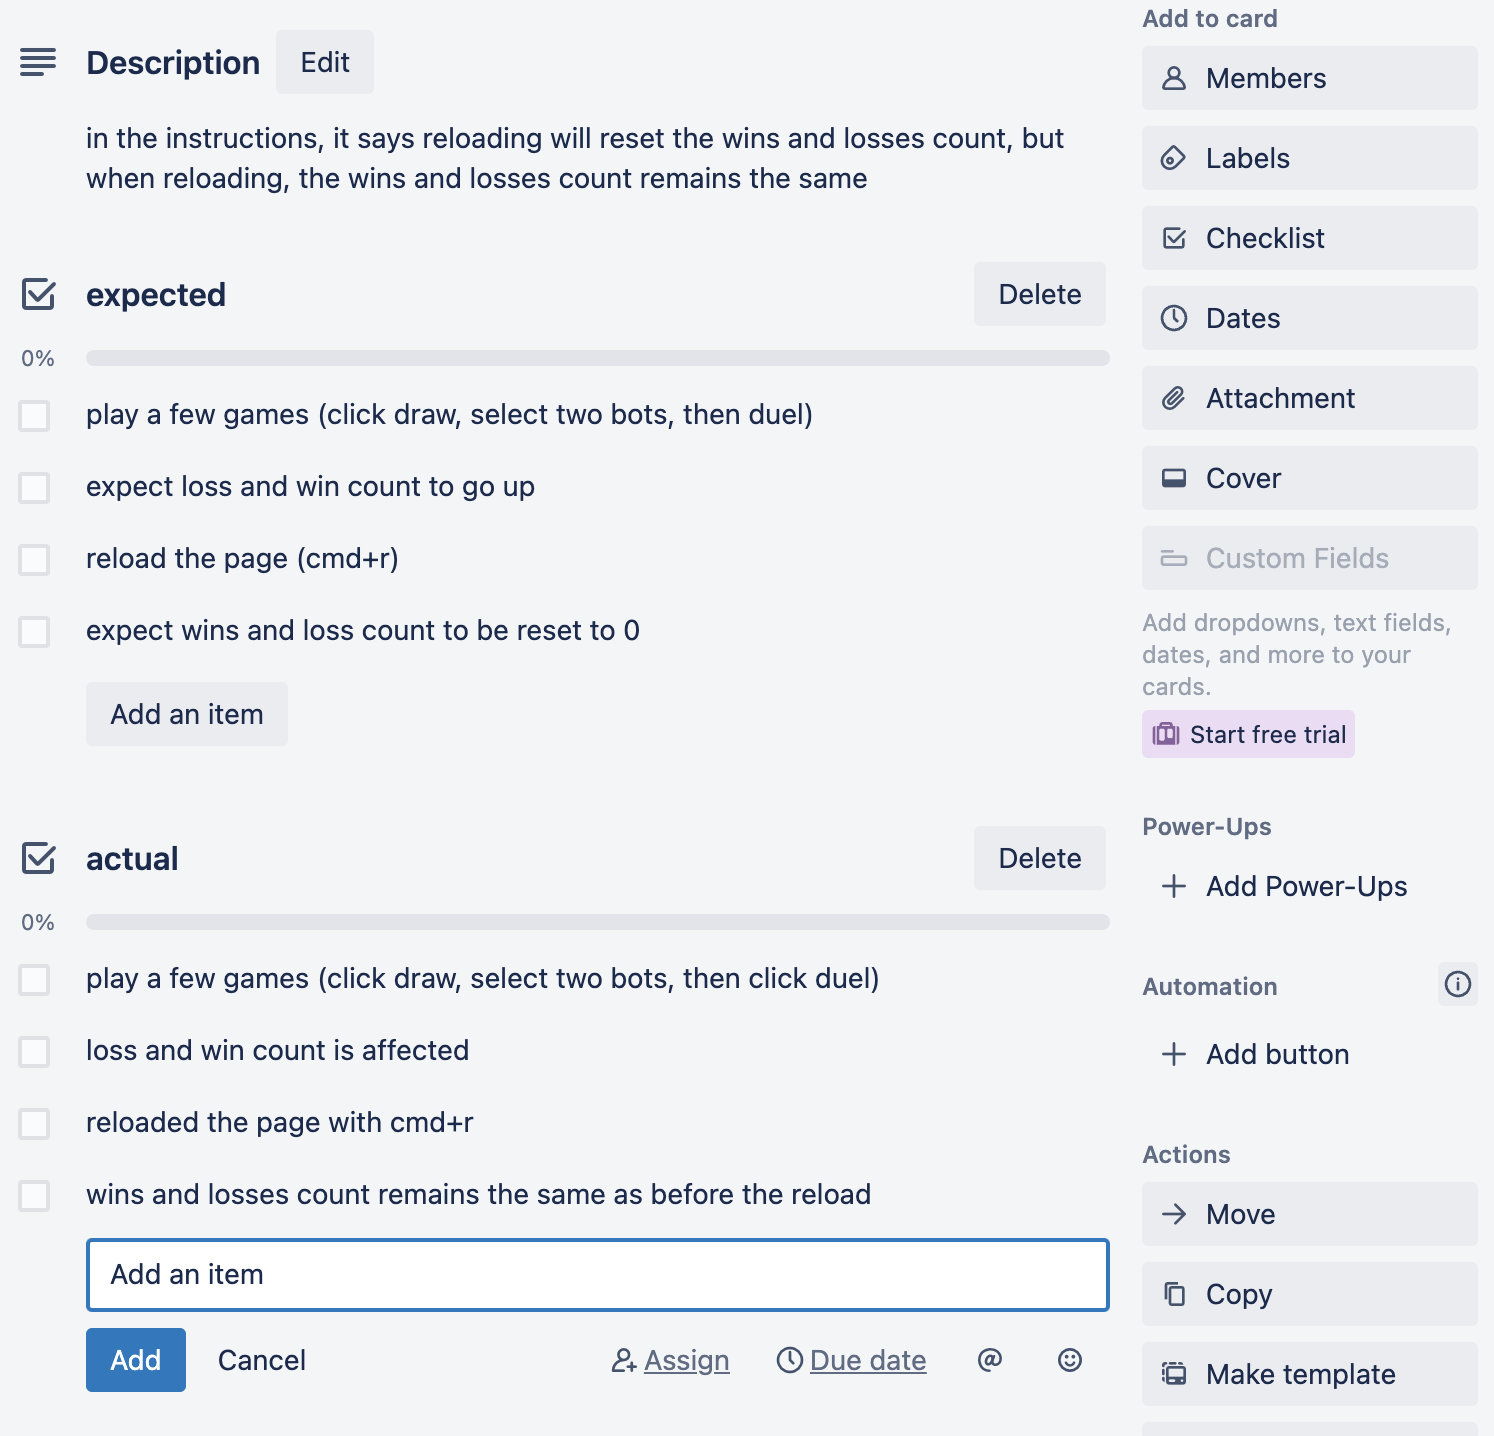 Description
Edit
in the instructions, it says reloading will reset the wins and losses count, but
when reloading, the wins and losses count remains the same
expected
Delete
0%
play a few games (click draw, select two bots, then duel)
expect loss and win count to go up
reload the page (cmd+r)
expect wins and loss count to be reset to 0
Add an item
actual
Delete
0%
play a few games (click draw, select two bots, then click duel)
loss and win count is affected
reloaded the page with cmd+r
wins and losses count remains the same as before the reload
Add an item
Add
Cancel
Assign
Due date
@
Add to card
Members
Labels
Checklist
Dates
Attachment
Cover
Custom Fields
Add dropdowns, text fields,
dates, and more to your
cards.
Start free trial
Power-Ups
+ Add Power-Ups
Automation
+ Add button
Actions
Move
Copy
Make template